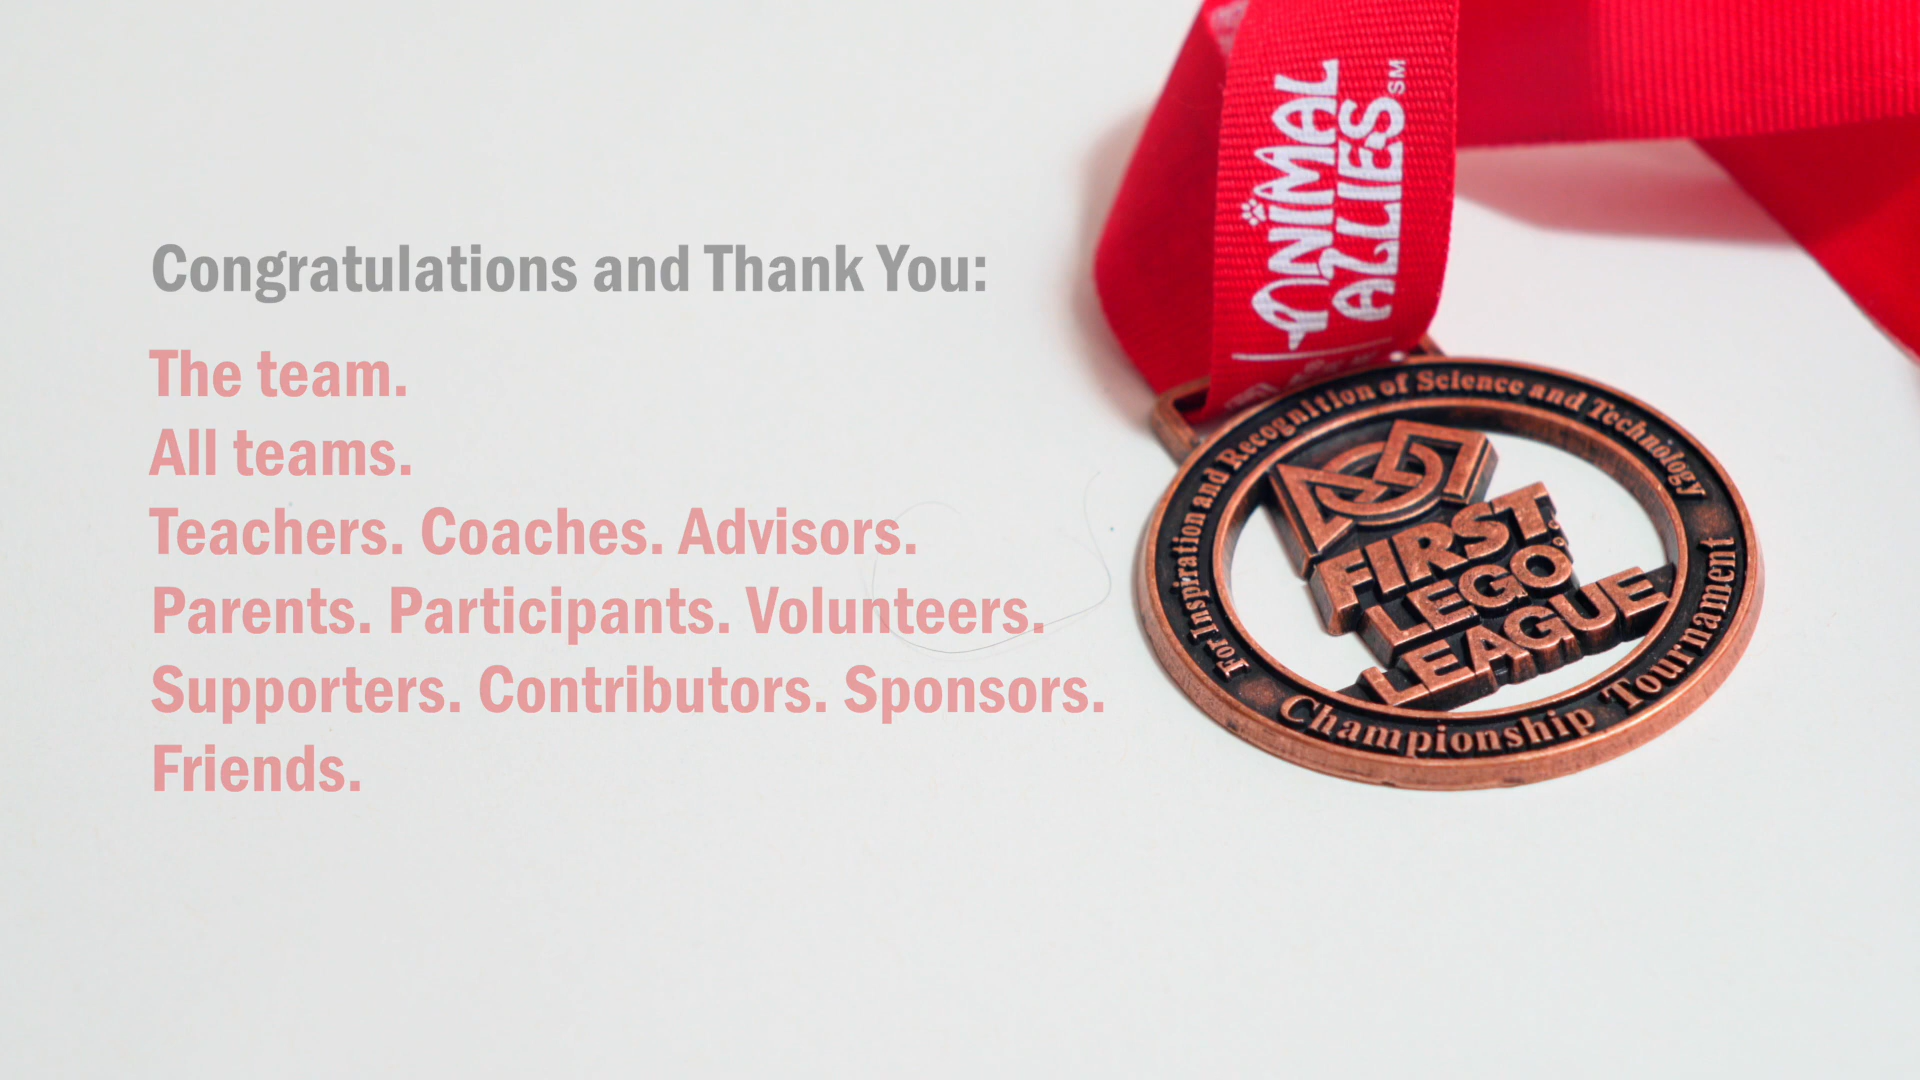 Congratulations and Thank You:
The team.
All teams.
Teachers. Coaches. Advisors.
Parents. Participants. Volunteers.
Supporters. Contributors. Sponsors.
Friends.
ANIMAL
ALLIES SM
For Inspiration and Recognition of Science and Technology
FIRST
LEGO®
LEAGUE
Championship Tournament